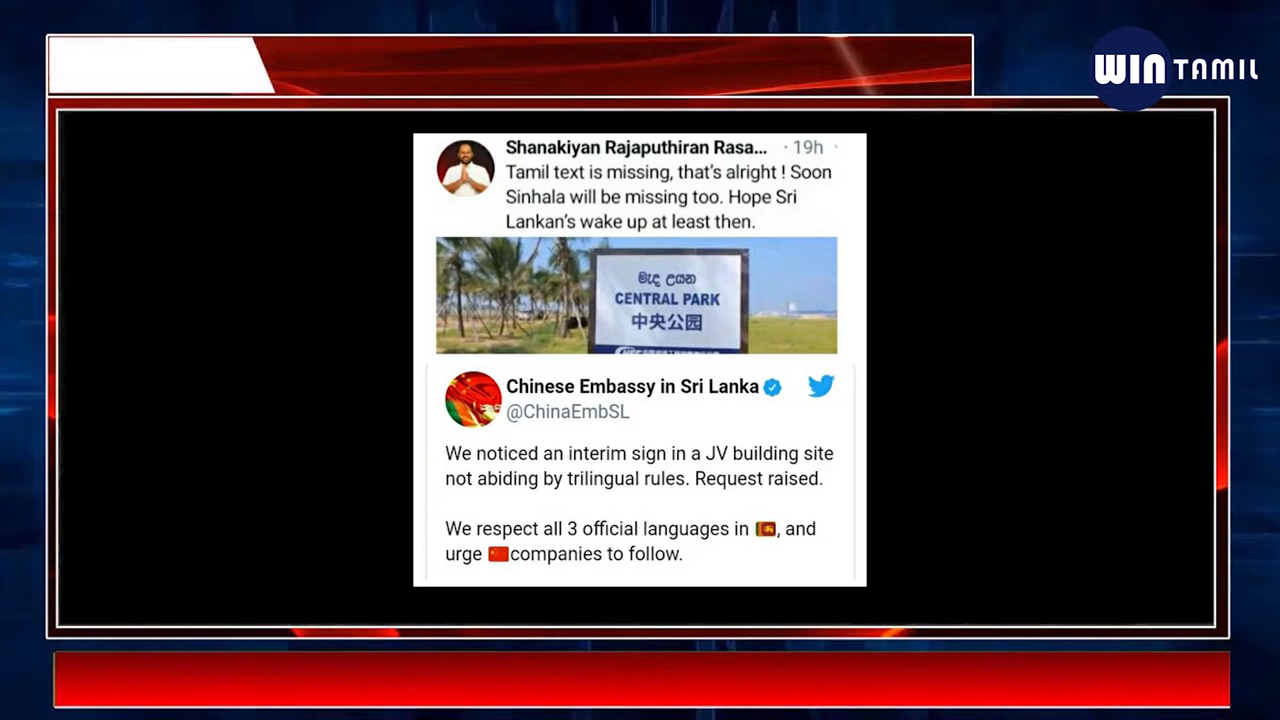 WIN TAMIL
Shanakiyan Rajaputhiran Rasa... · 19h
Tamil text is missing, that's alright ! Soon
Sinhala will be missing too. Hope Sri
Lankan's wake up at least then.
මැද උයන
CENTRAL PARK
中央公园
Chinese Embassy in Sri Lanka
@ChinaEmbSL
We noticed an interim sign in a JV building site
not abiding by trilingual rules. Request raised.
We respect all 3 official languages in 🇱🇰, and
urge 🇨🇳companies to follow.